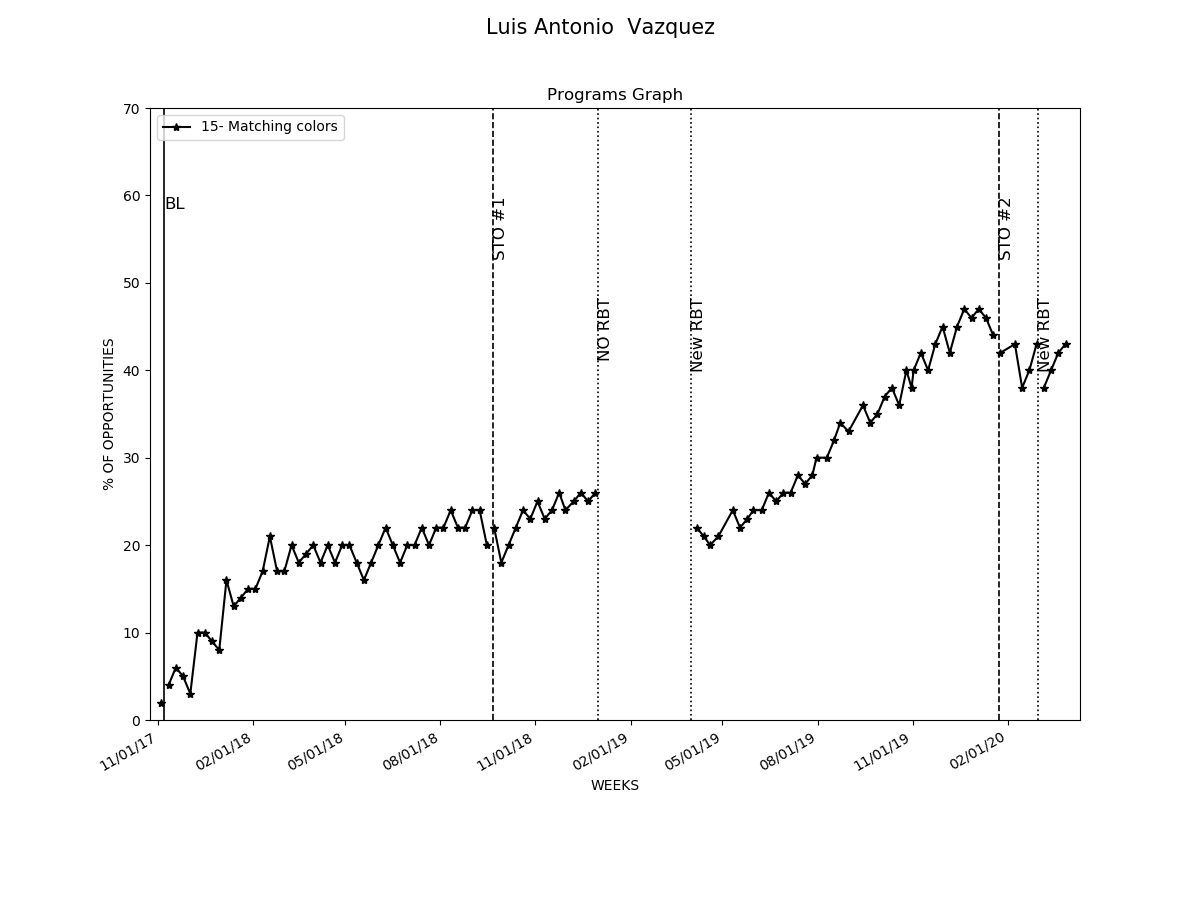 Luis Antonio  Vazquez
Programs Graph
15- Matching colors
70
60
50
40
30
20
10
0
% OF OPPORTUNITIES
BL
STO #1
NO RBT
New RBT
STO #2
New RBT
11/01/17
02/01/18
05/01/18
08/01/18
11/01/18
02/01/19
05/01/19
08/01/19
11/01/19
02/01/20
WEEKS